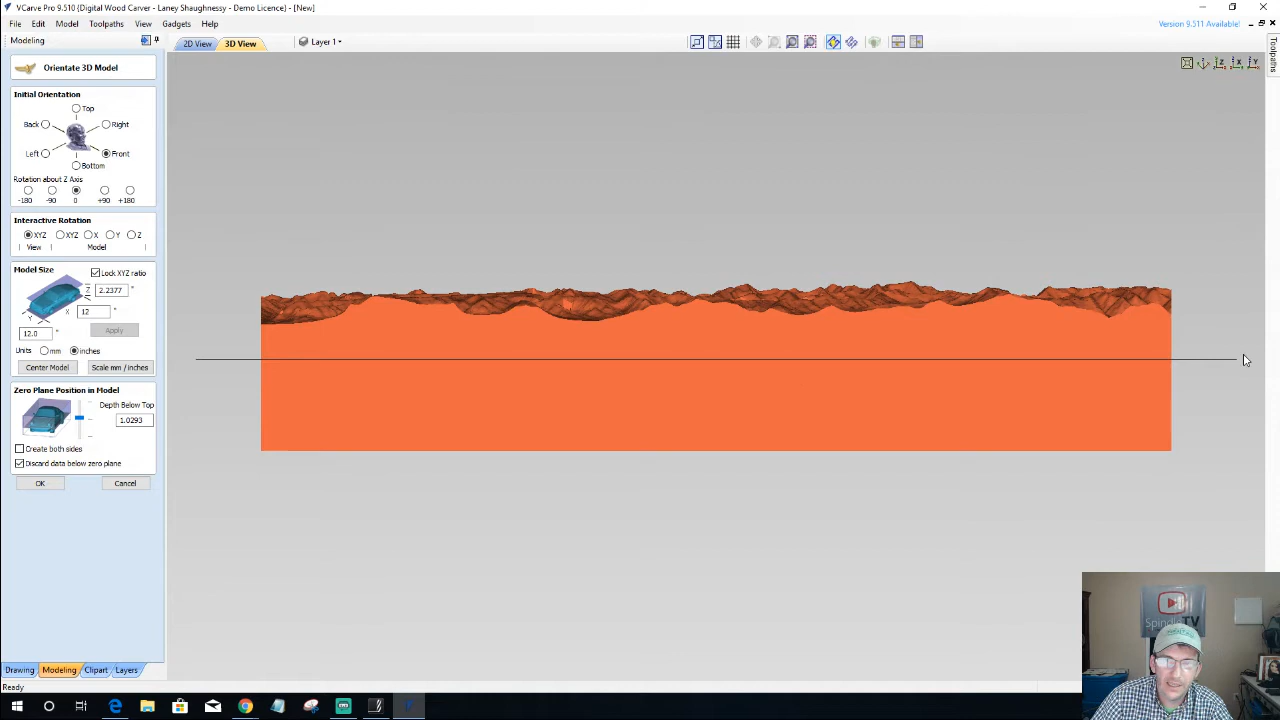 VCarve Pro 9.510 {Digital Wood Carver - Laney Shaughnessy - Demo Licence} - [New]
File Edit Model Toolpaths View Gadgets Help
Version 9.511 Available!
Modeling
2D View 3D View Layer 1
Toolpaths
Orientate 3D Model
Initial Orientation
Top
Back Right
Left Front
Bottom
Rotation about Z Axis
-180 -90 0 +90 +180
Interactive Rotation
XYZ XYZ X Y Z
View Model
Model Size
Lock XYZ ratio
Z 2.2377 "
X 12
Y
12.0 " Apply
Units mm inches
Center Model Scale mm / inches
Zero Plane Position in Model
Depth Below Top
1.0293
Create both sides
Discard data below zero plane
OK Cancel
Spindle TV
Drawing Modeling Clipart Layers
Ready